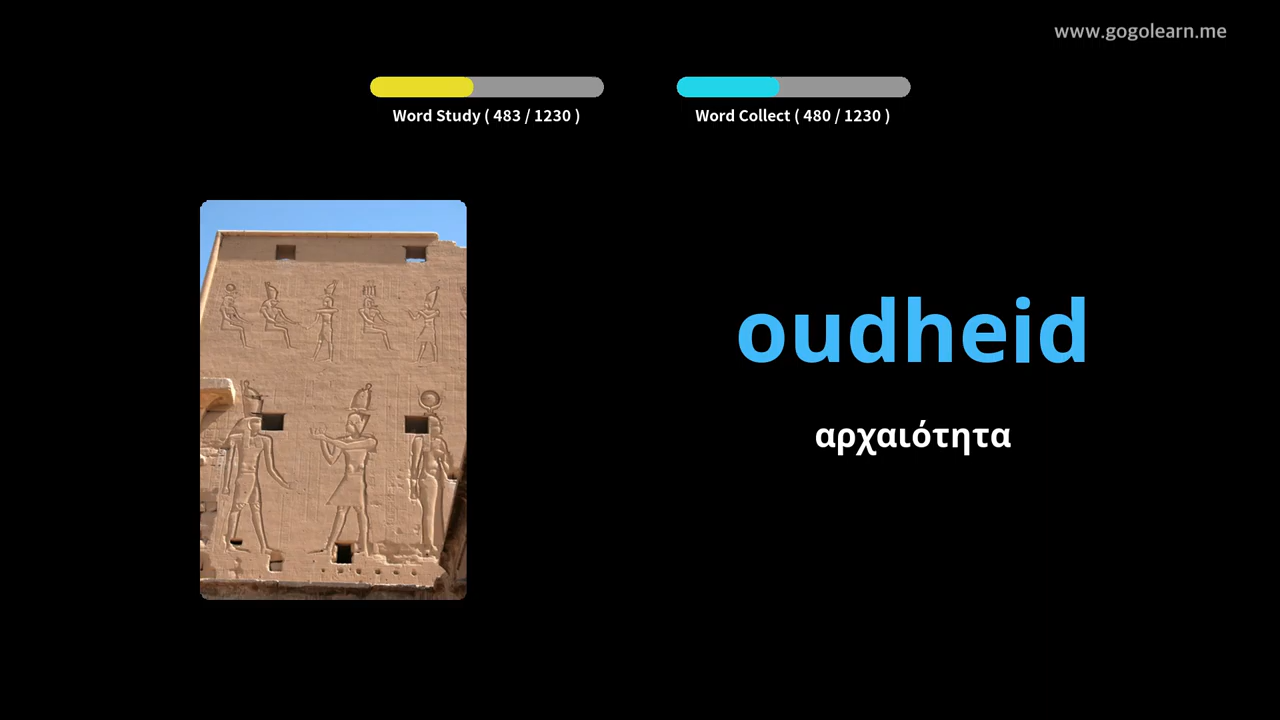 www.gogolearn.me
Word Study ( 483 / 1230 )
Word Collect ( 480 / 1230 )
oudheid
αρχαιότητα